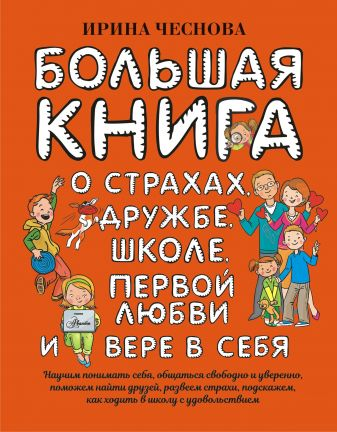 ИРИНА ЧЕСНОВА
БОЛЬШАЯ
КНИГА
О СТРАХАХ,
ДРУЖБЕ,
ШКОЛЕ,
ПЕРВОЙ
ЛЮБВИ
И ВЕРЕ В СЕБЯ
Аванта
Научим понимать себя, общаться свободно и уверенно,
поможем найти друзей, развеем страхи, подскажем,
как ходить в школу с удовольствием